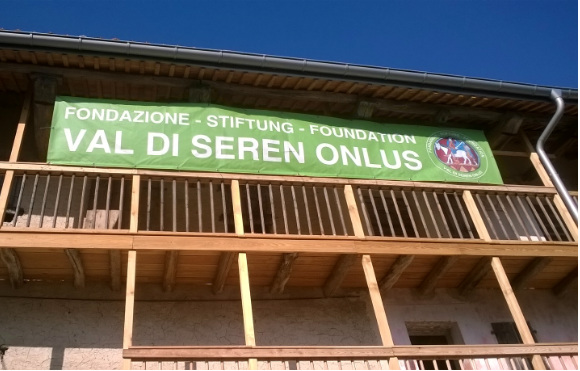 FONDAZIONE - STIFTUNG - FOUNDATION
VAL DI SEREN ONLUS